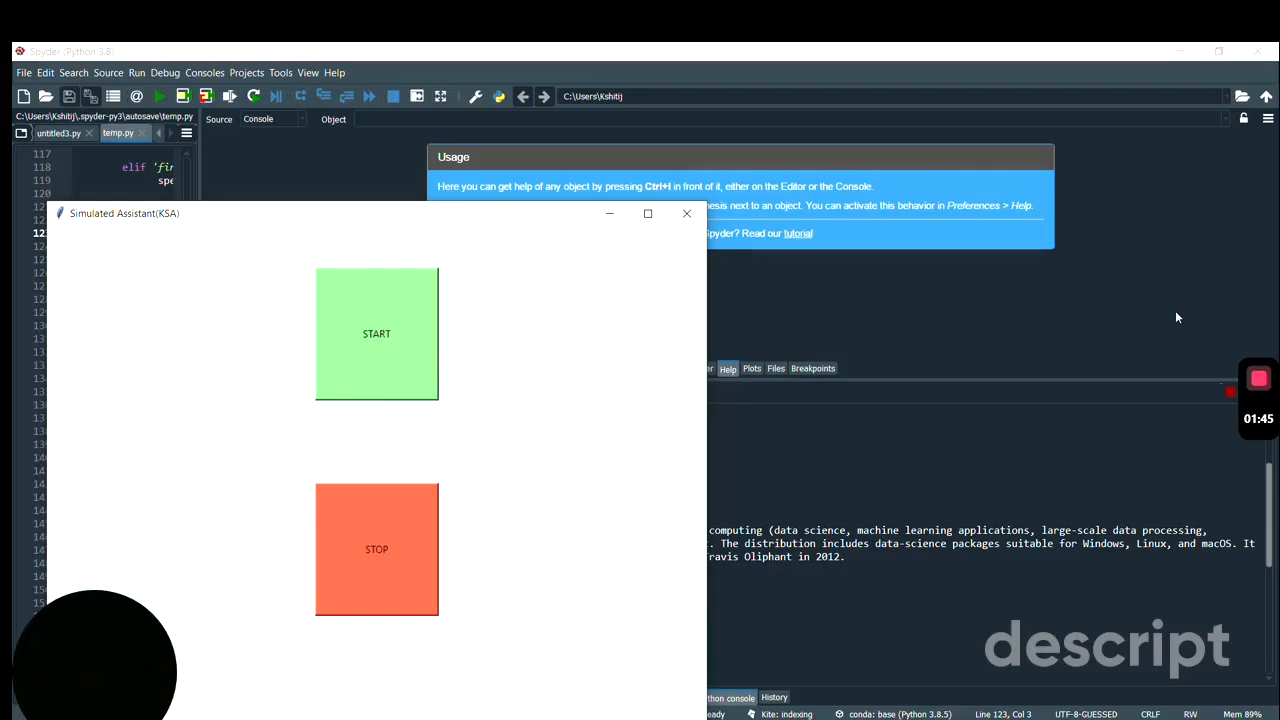 Spyder (Python 3.8)
File Edit Search Source Run Debug Consoles Projects Tools View Help
C:\Users\Kshitij
C:\Users\Kshitij\.spyder-py3\autosave\temp.py
Source Console Object
untitled3.py temp.py
117
118 elif 'fir
119 spe
120
Usage
Here you can get help of any object by pressing Ctrl+I in front of it, either on the Editor or the Console.
nesis next to an object. You can activate this behavior in Preferences > Help.
Spyder? Read our tutorial
Simulated Assistant(KSA)
START
STOP
Help Plots Files Breakpoints
01:45
computing (data science, machine learning applications, large-scale data processing,
. The distribution includes data-science packages suitable for Windows, Linux, and macOS. It
Travis Oliphant in 2012.
descript
thon console History
eady Kite: indexing conda: base (Python 3.8.5) Line 123, Col 3 UTF-8-GUESSED CRLF RW Mem 89%